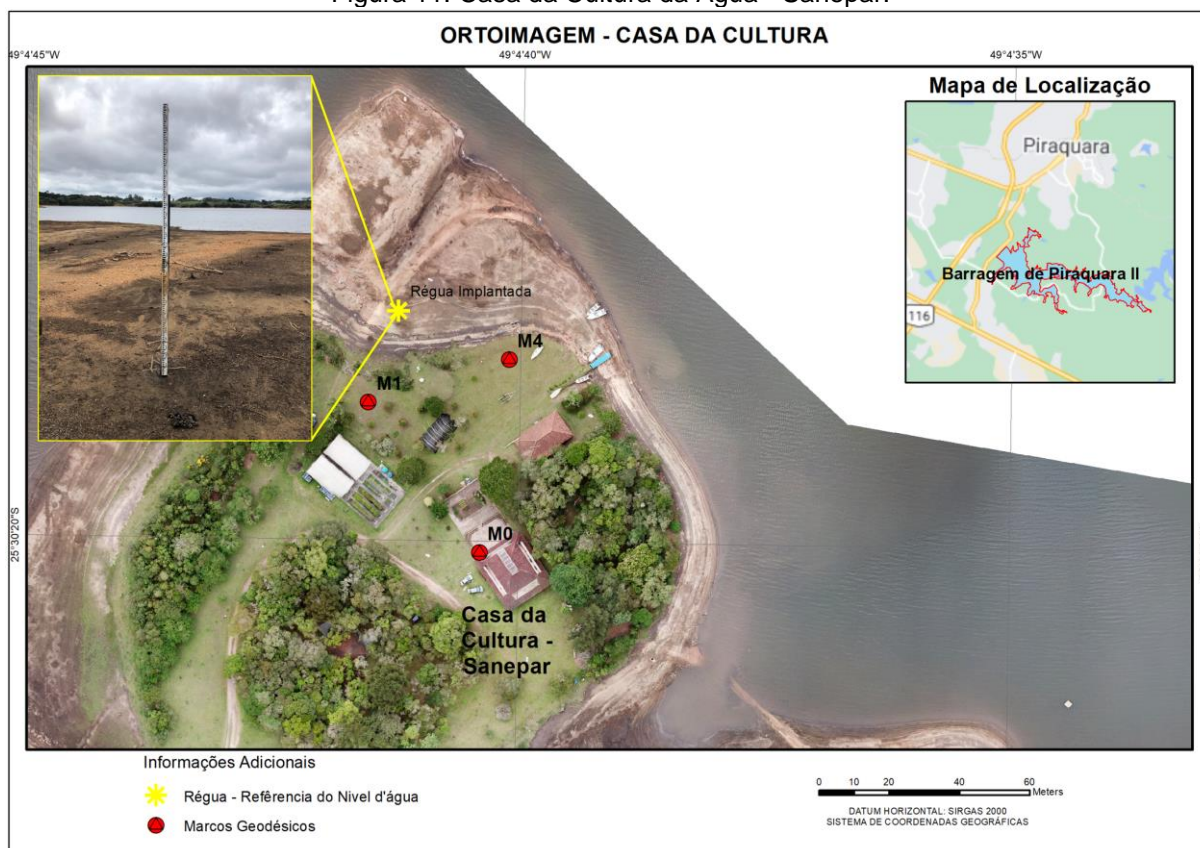 Figura 11: Casa da Cultura da Água - Sanepar.
ORTOIMAGEM - CASA DA CULTURA
49°4'45"W
49°4'40"W
49°4'35"W
Mapa de Localização
Piraquara
Barragem de Piraquara II
116
Régua Implantada
M4
M1
25°30'20"S
M0
Casa da
Cultura -
Sanepar
Informações Adicionais
Régua - Refêrencia do Nivel d'água
Marcos Geodésicos
0 10 20 40 60
Meters
DATUM HORIZONTAL: SIRGAS 2000
SISTEMA DE COORDENADAS GEOGRÁFICAS